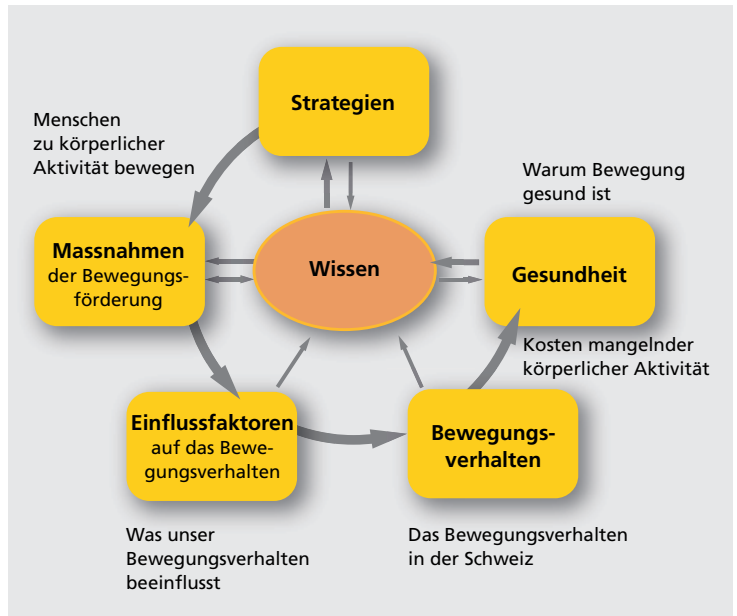 Strategien
Menschen
zu körperlicher
Aktivität bewegen
Warum Bewegung
gesund ist
Massnahmen
der Bewegungs-
förderung
Wissen
Gesundheit
Kosten mangelnder
körperlicher Aktivität
Einflussfaktoren
auf das Bewe-
gungsverhalten
Bewegungs-
verhalten
Was unser
Bewegungsverhalten
beeinflusst
Das Bewegungsverhalten
in der Schweiz